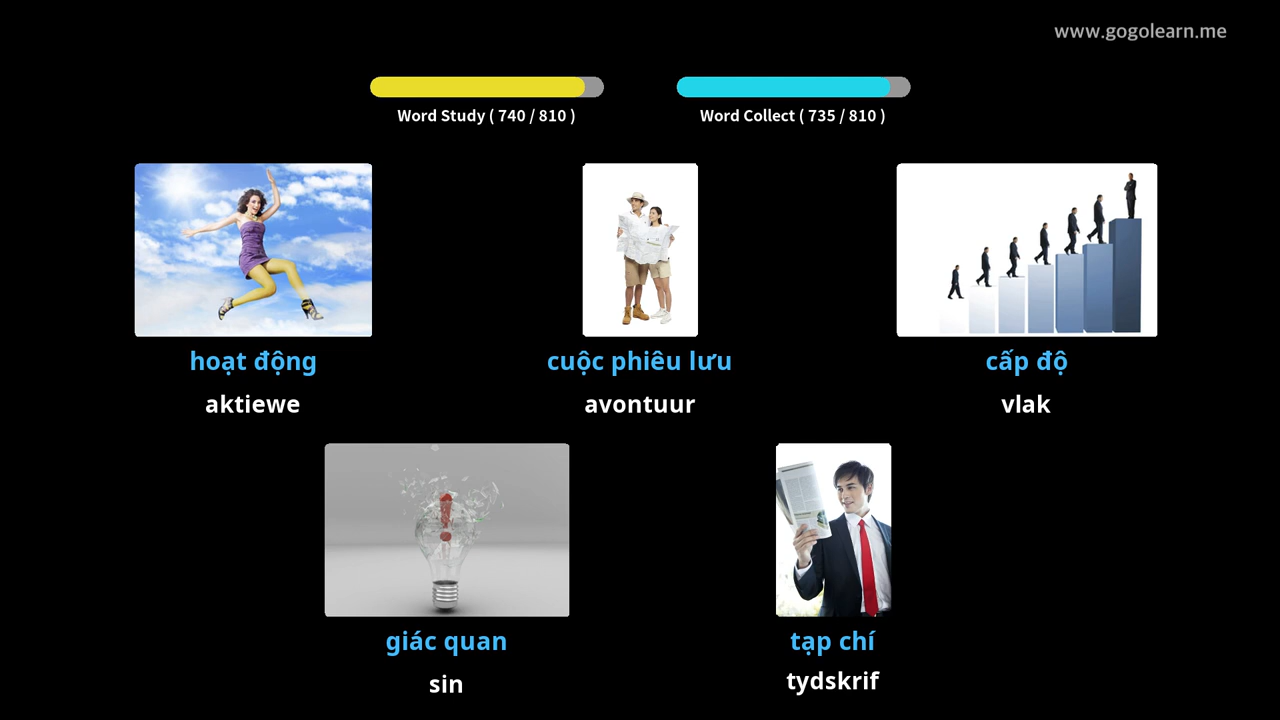 www.gogolearn.me
Word Study ( 740 / 810 )
Word Collect ( 735 / 810 )
hoạt động
aktiewe
cuộc phiêu lưu
avontuur
cấp độ
vlak
giác quan
sin
tạp chí
tydskrif